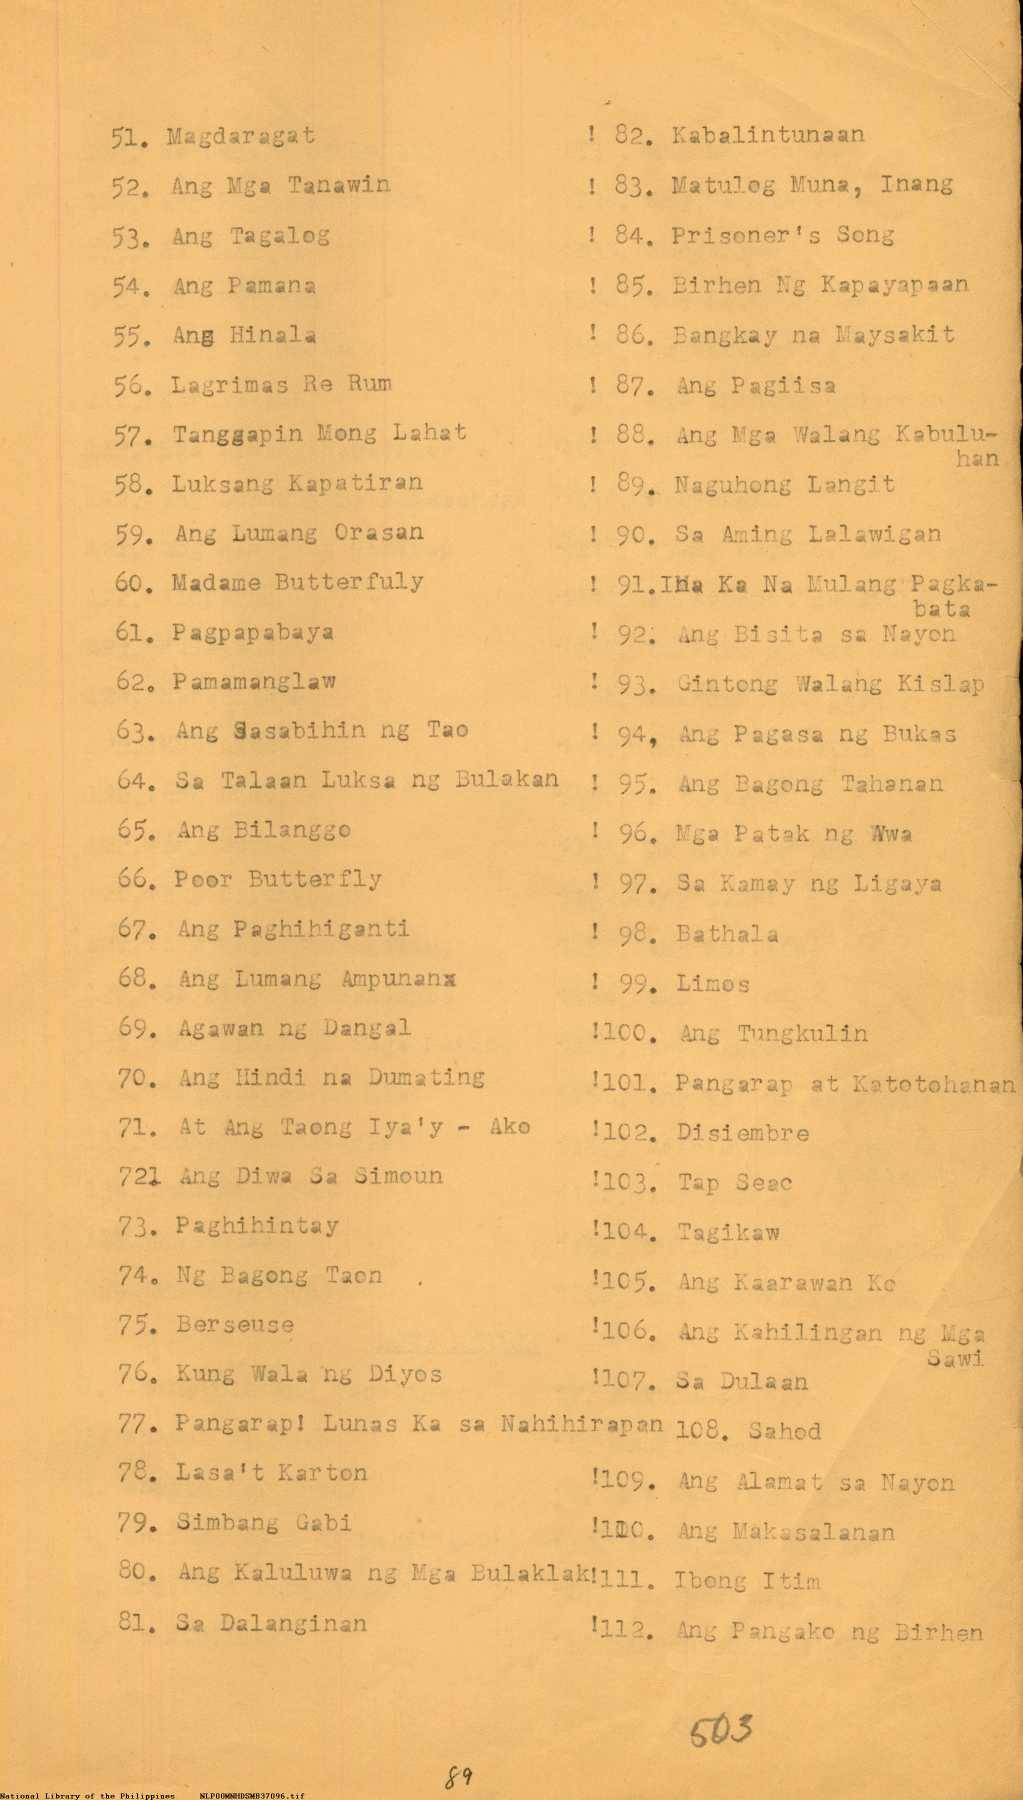 51. Magdaragat
52. Ang Mga Tanawin
53. Ang Tagalog
54. Ang Pamana
55. Ang Hinala
56. Lagrimas Re Rum
57. Tanggapin Mong Lahat
58. Luksang Kapatiran
59. Ang Lumang Orasan
60. Madame Butterfuly
61. Pagpapabaya
62. Pamamanglaw
63. Ang Sasabihin ng Tao
64. Sa Talaan Luksa ng Bulakan
65. Ang Bilanggo
66. Poor Butterfly
67. Ang Paghihiganti
68. Ang Lumang Ampunanx
69. Agawan ng Dangal
70. Ang Hindi na Dumating
71. At Ang Taong Iya'y - Ako
721 Ang Diwa Sa Simoun
73. Paghihintay
74. Ng Bagong Taon
75. Berseuse
76. Kung Wala ng Diyos
77. Pangarap! Lunas Ka sa Nahihirapan
78. Lasa't Karton
79. Simbang Gabi
80. Ang Kaluluwa ng Mga Bulaklak
81. Sa Dalanginan
! 82. Kabalintunaan
! 83. Matulog Muna, Inang
! 84. Prisoner's Song
! 85. Birhen Ng Kapayapaan
! 86. Bangkay na Maysakit
! 87. Ang Pagiisa
! 88. Ang Mga Walang Kabulu-
han
! 89. Naguhong Langit
! 90. Sa Aming Lalawigan
! 91. Ka Na Mulang Pagka-
bata
! 92. Ang Bisita sa Nayon
! 93. Gintong Walang Kislap
! 94, Ang Pagasa ng Bukas
! 95. Ang Bagong Tahanan
! 96. Mga Patak ng
! 97. Sa Kamay ng Ligaya
! 98. Bathala
! 99. Limos
!100. Ang Tungkulin
!101. Pangarap at Katotohanan
!102. Disiembre
!103. Tap Seac
!104. Tagikaw
!105. Ang Kaarawan Ko
!106. Ang Kahilingan ng Mga
Sawi
!107. Sa Dulaan
108. Sahod
!109. Ang Alamat sa Nayon
!110. Ang Makasalanan
!111. Ibong Itim
!112. Ang Pangako ng Birhen
503
89
National Library of the Philippines NLP00MNHDSMB37096.tif